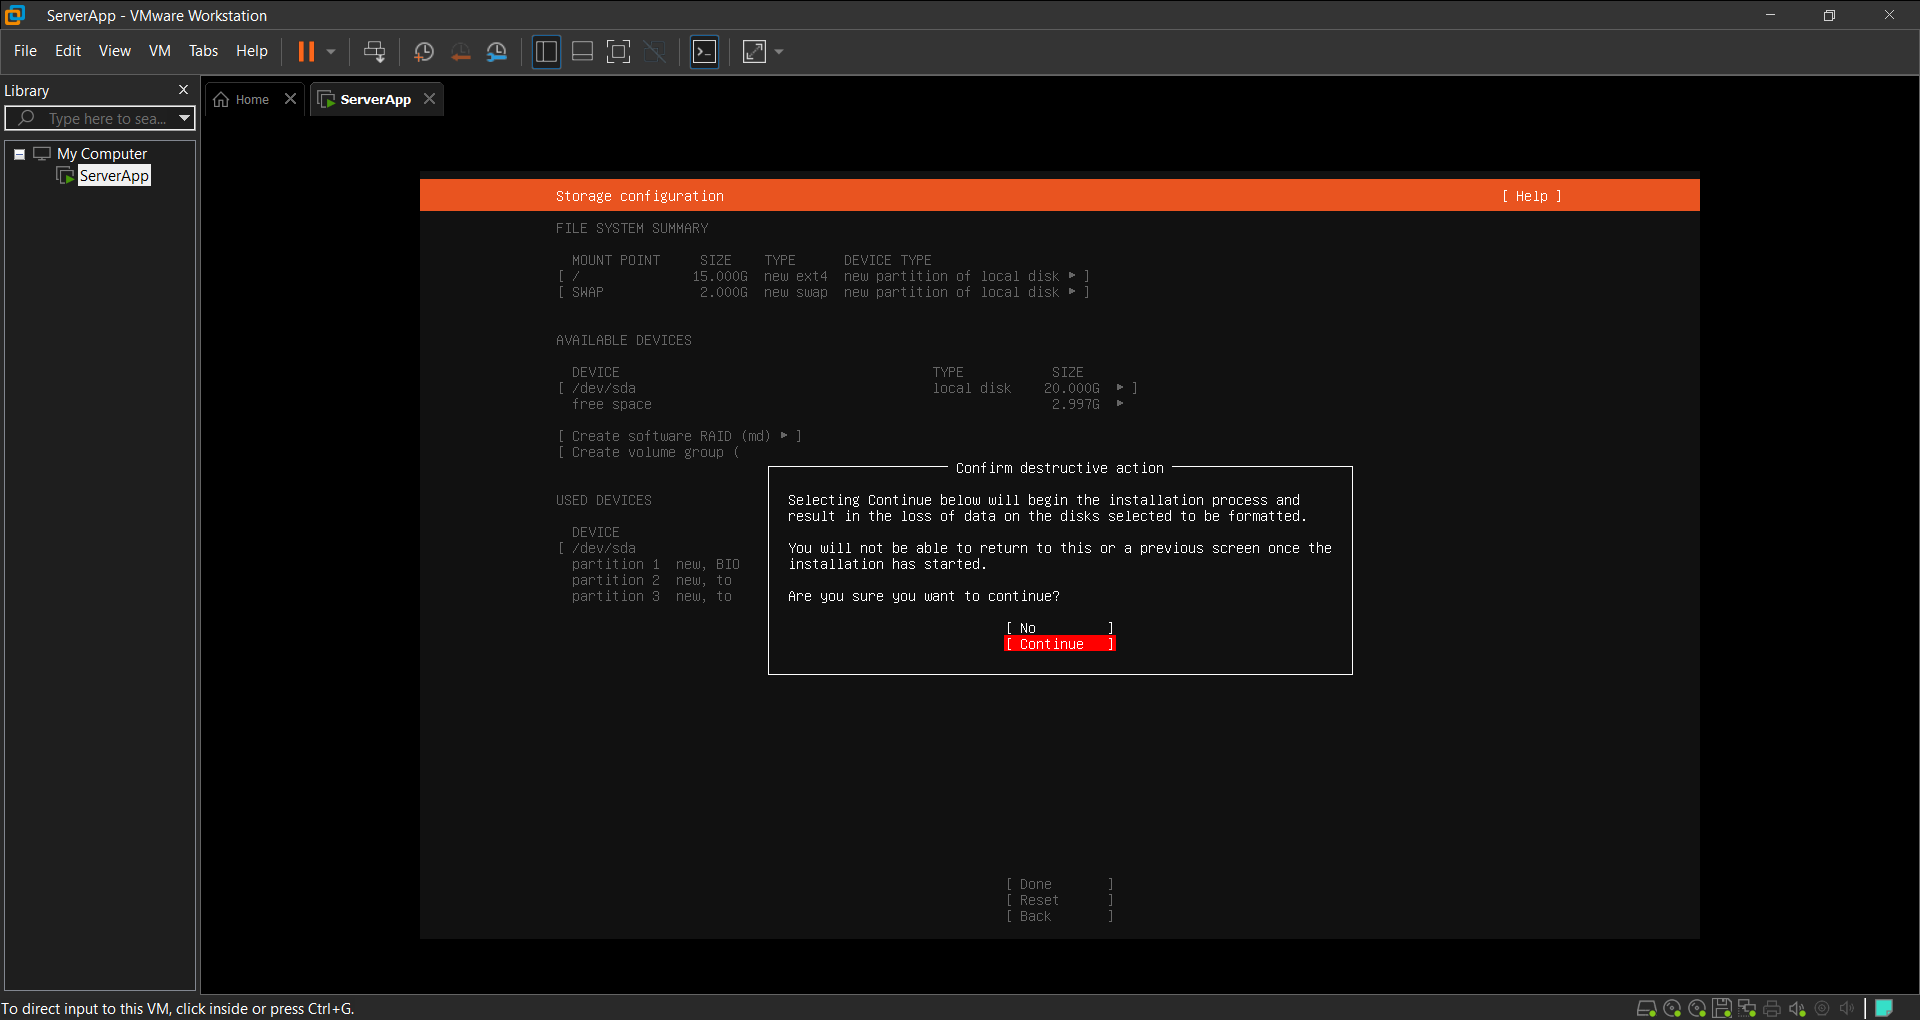 ServerApp - VMware Workstation
File Edit View VM Tabs Help
Library
Type here to sea...
My Computer
ServerApp
Home
ServerApp
Storage configuration [ Help ]
FILE SYSTEM SUMMARY
MOUNT POINT SIZE TYPE DEVICE TYPE
[ / 15.000G new ext4 new partition of local disk ▸ ]
[ SWAP 2.000G new swap new partition of local disk ▸ ]
AVAILABLE DEVICES
DEVICE TYPE SIZE
[ /dev/sda local disk 20.000G ▸ ]
free space 2.997G ▸
[ Create software RAID (md) ▸ ]
[ Create volume group (
USED DEVICES
DEVICE
[ /dev/sda
partition 1 new, BIO
partition 2 new, to
partition 3 new, to
Confirm destructive action
Selecting Continue below will begin the installation process and
result in the loss of data on the disks selected to be formatted.
You will not be able to return to this or a previous screen once the
installation has started.
Are you sure you want to continue?
[ No ]
[ Continue ]
[ Done ]
[ Reset ]
[ Back ]
To direct input to this VM, click inside or press Ctrl+G.